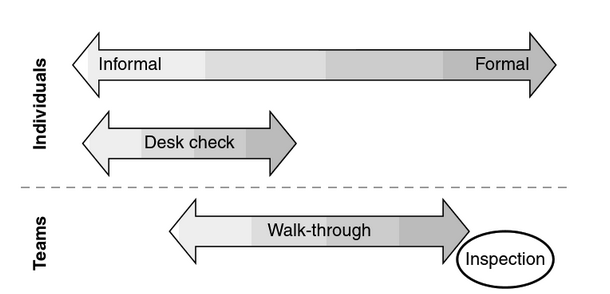 Individuals
Informal
Formal
Desk check
Teams
Walk-through
Inspection